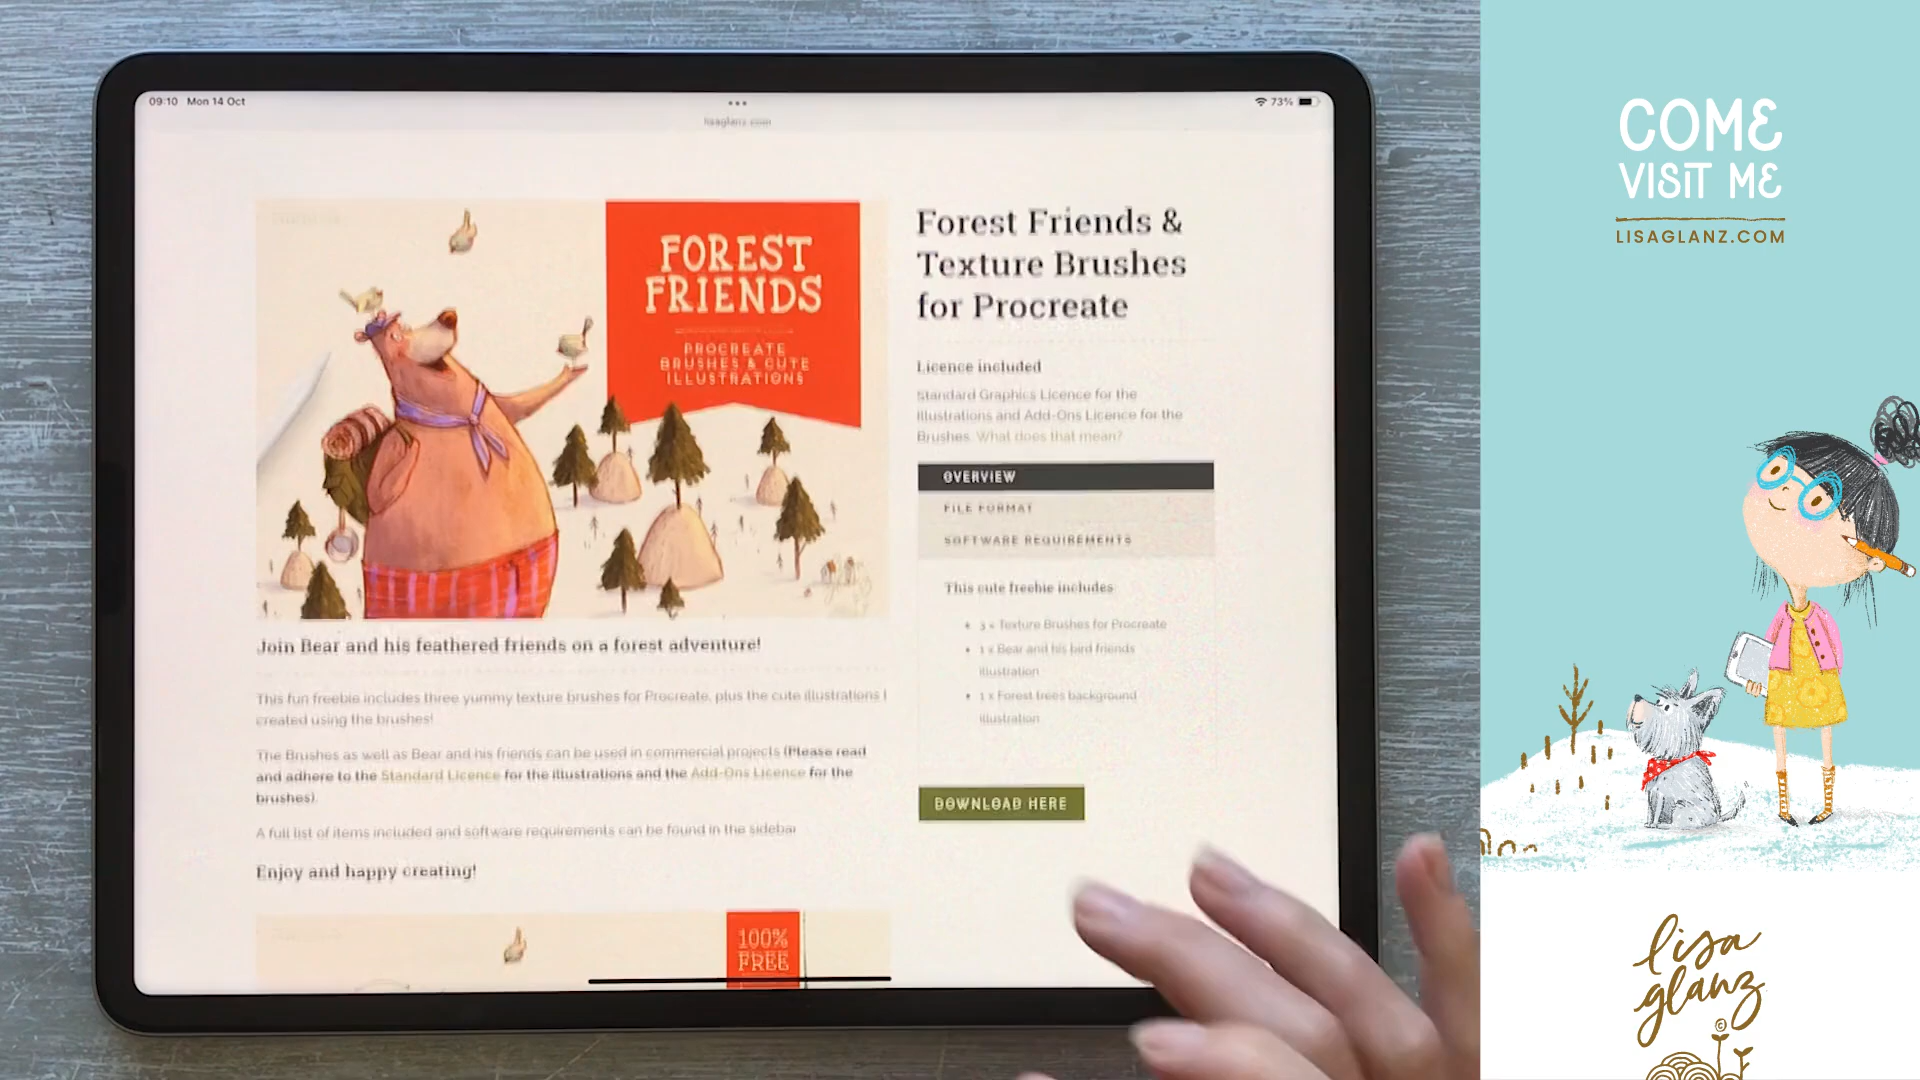 09:10 Mon 14 Oct
73%
lisaglanz.com
FOREST
FRIENDS
PROCREATE
BRUSHES & CUTE
ILLUSTRATIONS
Join Bear and his feathered friends on a forest adventure!
This fun freebie includes three yummy texture brushes for Procreate, plus the cute illustrations I
created using the brushes!
The Brushes as well as Bear and his friends can be used in commercial projects (Please read
and adhere to the Standard Licence for the illustrations and the Add-Ons Licence for the
brushes).
A full list of items included and software requirements can be found in the sidebar
Enjoy and happy creating!
100%
FREE
Forest Friends &
Texture Brushes
for Procreate
Licence included
Standard Graphics Licence for the
Illustrations and Add-Ons Licence for the
Brushes. What does that mean?
OVERVIEW
FILE FORMAT
SOFTWARE REQUIREMENTS
This cute freebie includes
• 3 x Texture Brushes for Procreate
• 1 x Bear and his bird friends
illustration
• 1 x Forest trees background
illustration
DOWNLOAD HERE
COME
VISIT ME
LISAGLANZ.COM
lisa
glanz
©